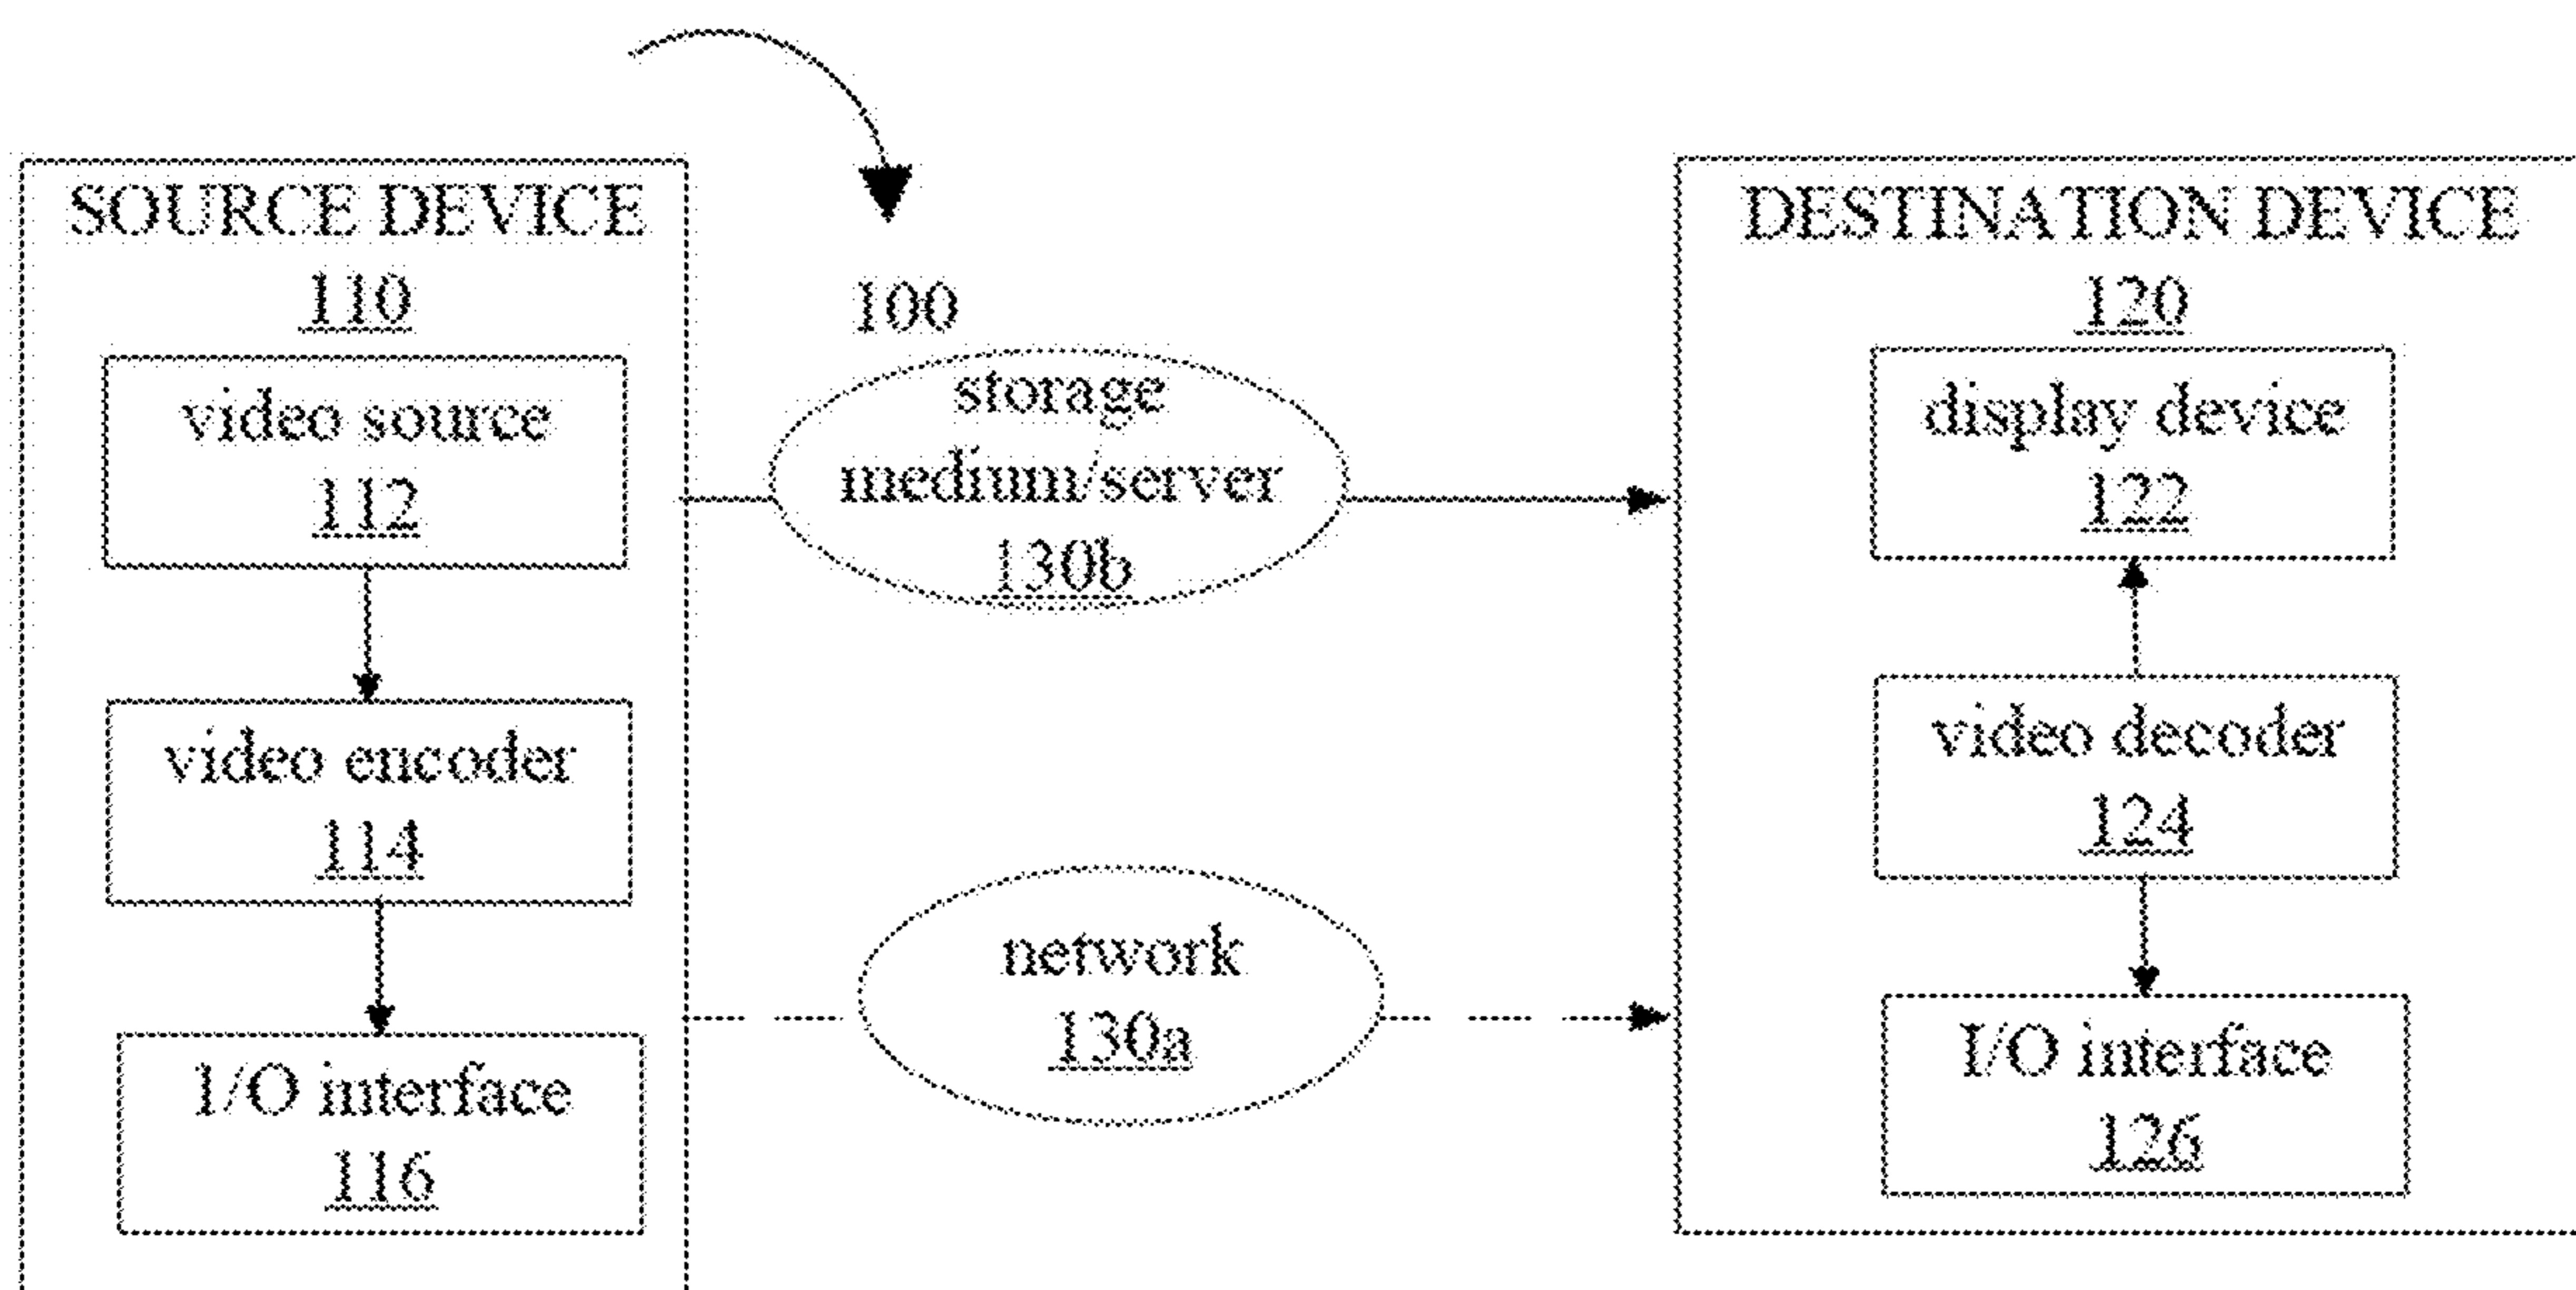 SOURCE DEVICE
110
video source
112
video encoder
114
I/O interface
116
100
storage
medium/server
130b
network
130a
DESTINATION DEVICE
120
display device
122
video decoder
124
I/O interface
126